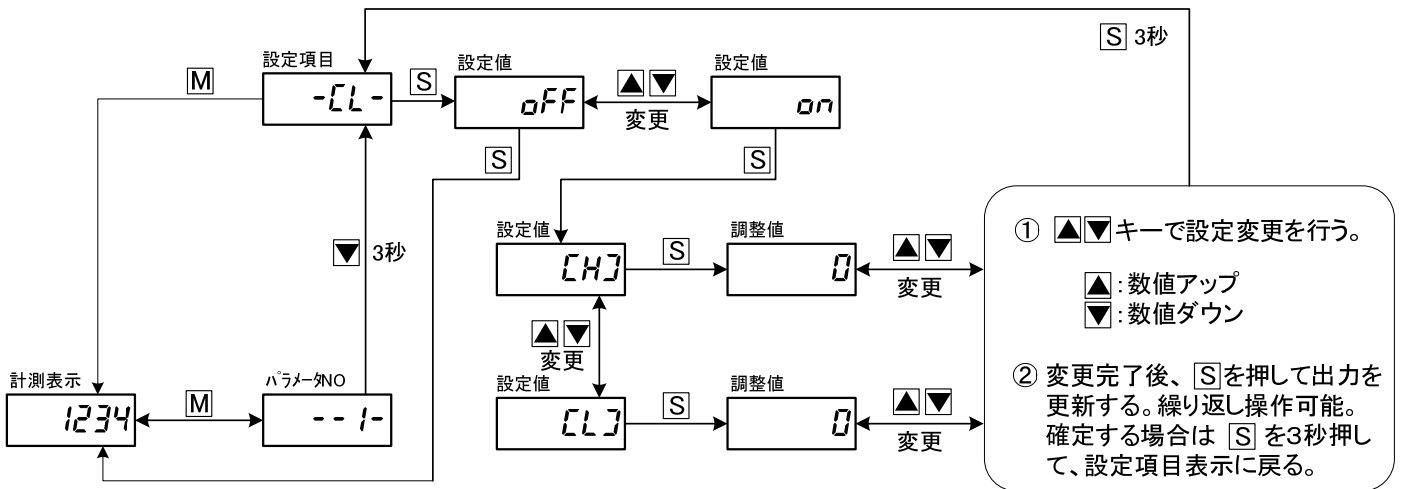 S 3秒
設定項目
設定値
設定値
M
-CL-
S
oFF
▲▼
変更
on
S
S
▼ 3秒
設定値
[H]
S
調整値
0
▲▼
変更
① ▲▼キーで設定変更を行う。
▲:数値アップ
▼:数値ダウン
▲▼
変更
② 変更完了後、Sを押して出力を
更新する。繰り返し操作可能。
確定する場合は S を3秒押し
て、設定項目表示に戻る。
計測表示
1234
M
パラメータNO
--1-
設定値
[L]
S
調整値
0
▲▼
変更